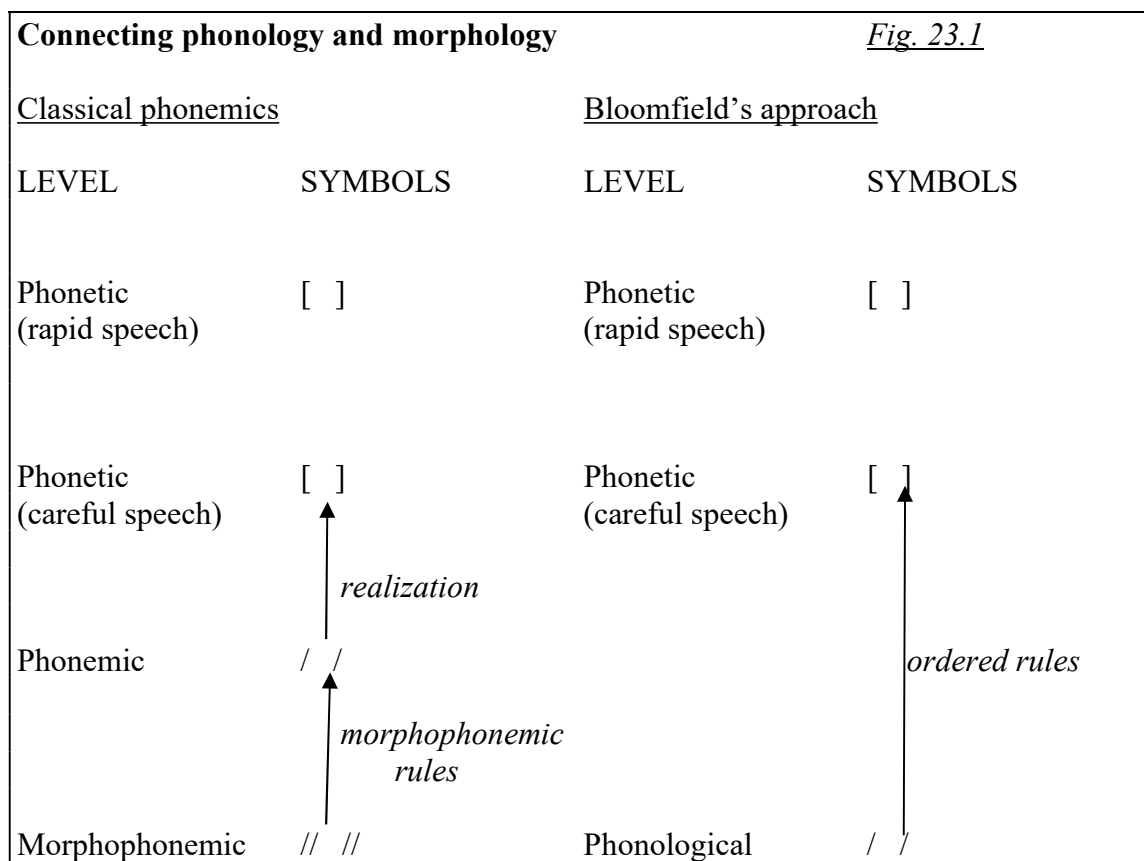 Connecting phonology and morphology Fig. 23.1
Classical phonemics Bloomfield’s approach
LEVEL SYMBOLS LEVEL SYMBOLS
Phonetic [ ] Phonetic [ ]
(rapid speech) (rapid speech)
Phonetic [ ] Phonetic [ ]
(careful speech) (careful speech)
realization
Phonemic / / ordered rules
morphophonemic
rules
Morphophonemic // // Phonological / /